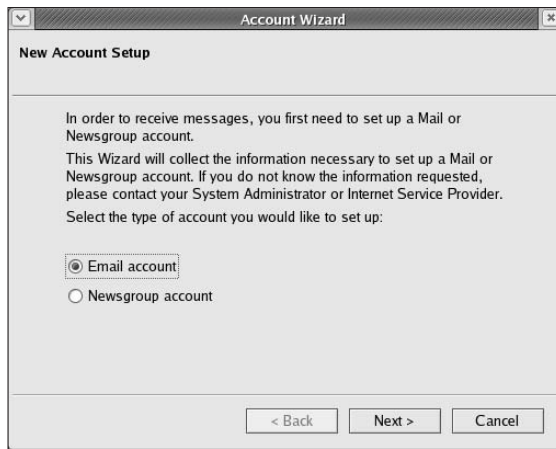 Account Wizard
New Account Setup
In order to receive messages, you first need to set up a Mail or
Newsgroup account.
This Wizard will collect the information necessary to set up a Mail or
Newsgroup account. If you do not know the information requested,
please contact your System Administrator or Internet Service Provider.
Select the type of account you would like to set up:
Email account
Newsgroup account
< Back Next > Cancel